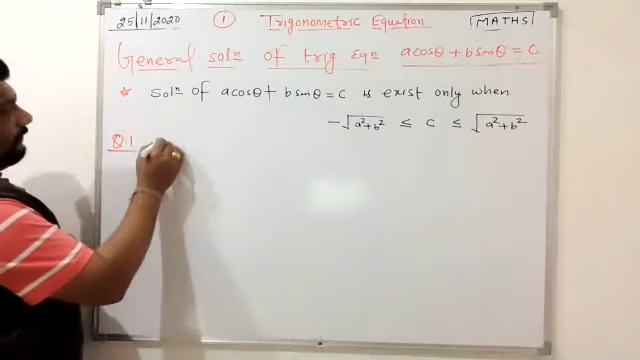 25/11/2020 ① Trigonometric Equation MATHS
General solⁿ of trig Eqⁿ acosθ + bsinθ = c
* Solⁿ of acosθ + bsinθ = c is exist only when
-√a²+b² ≤ c ≤ √a²+b²
Q.1